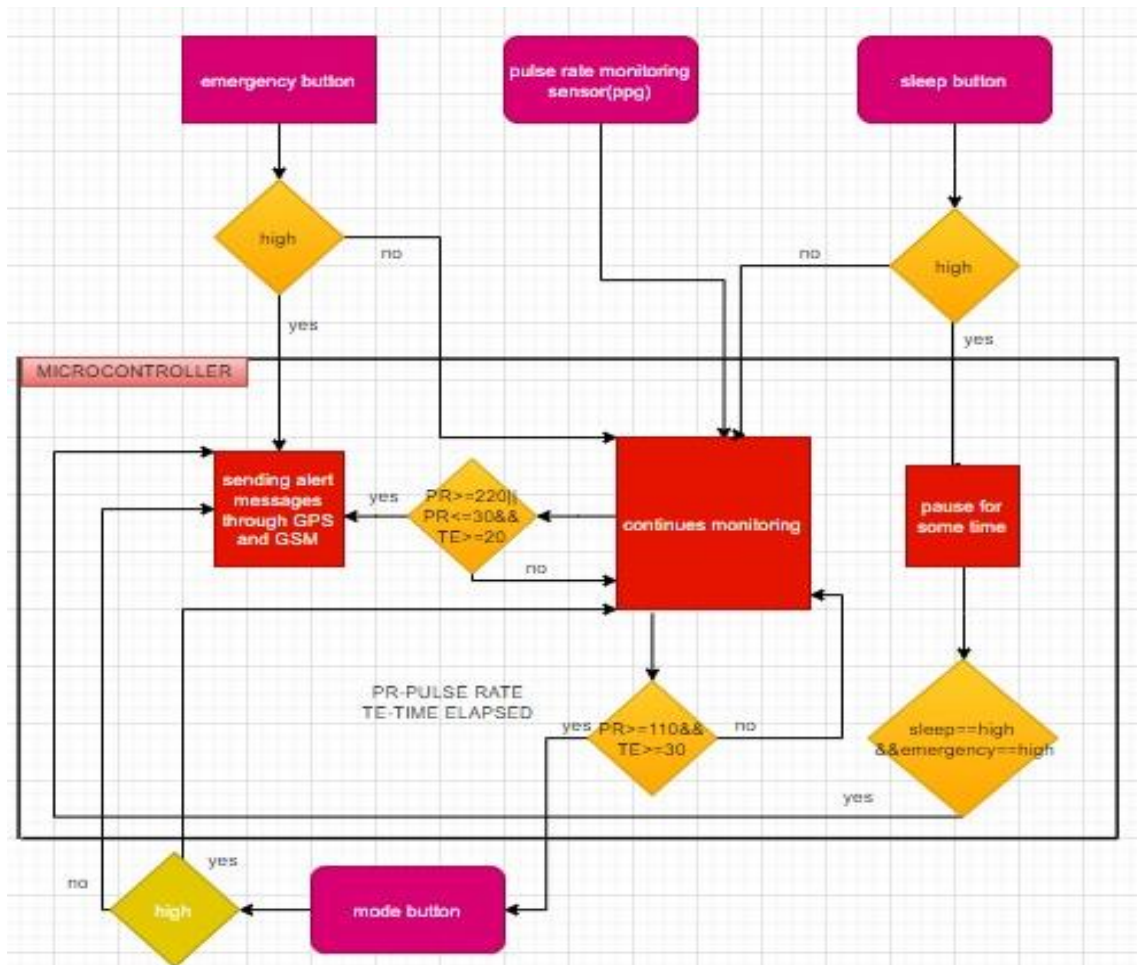 emergency button
pulse rate monitoring
sensor(ppg)
sleep button
high
no
yes
no
high
yes
MICROCONTROLLER
sending alert
messages
through GPS
and GSM
yes
PR>=220||
PR<=30&&
TE>=20
no
continues monitoring
pause for
some time
PR-PULSE RATE
TE-TIME ELAPSED
yes
PR>=110&&
TE>=30
no
sleep==high
&&emergency==high
yes
yes
no
high
mode button